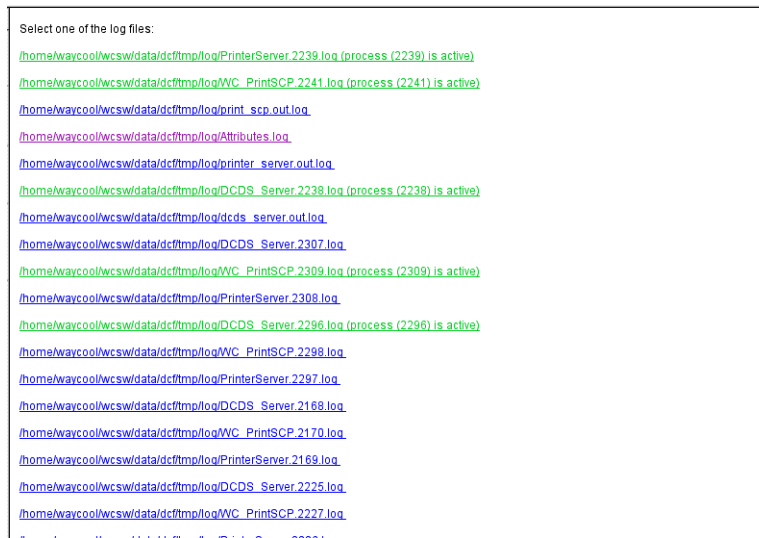 Select one of the log files:
/home/waycool/wcsw/data/dcf/tmp/log/PrinterServer.2239.log (process (2239) is active)
/home/waycool/wcsw/data/dcf/tmp/log/WC_PrintSCP.2241.log (process (2241) is active)
/home/waycool/wcsw/data/dcf/tmp/log/print_scp.out.log
/home/waycool/wcsw/data/dcf/tmp/log/Attributes.log
/home/waycool/wcsw/data/dcf/tmp/log/printer_server.out.log
/home/waycool/wcsw/data/dcf/tmp/log/DCDS_Server.2238.log (process (2238) is active)
/home/waycool/wcsw/data/dcf/tmp/log/dcds_server.out.log
/home/waycool/wcsw/data/dcf/tmp/log/DCDS_Server.2307.log
/home/waycool/wcsw/data/dcf/tmp/log/WC_PrintSCP.2309.log (process (2309) is active)
/home/waycool/wcsw/data/dcf/tmp/log/PrinterServer.2308.log
/home/waycool/wcsw/data/dcf/tmp/log/DCDS_Server.2296.log (process (2296) is active)
/home/waycool/wcsw/data/dcf/tmp/log/WC_PrintSCP.2298.log
/home/waycool/wcsw/data/dcf/tmp/log/PrinterServer.2297.log
/home/waycool/wcsw/data/dcf/tmp/log/DCDS_Server.2168.log
/home/waycool/wcsw/data/dcf/tmp/log/WC_PrintSCP.2170.log
/home/waycool/wcsw/data/dcf/tmp/log/PrinterServer.2169.log
/home/waycool/wcsw/data/dcf/tmp/log/DCDS_Server.2225.log
/home/waycool/wcsw/data/dcf/tmp/log/WC_PrintSCP.2227.log